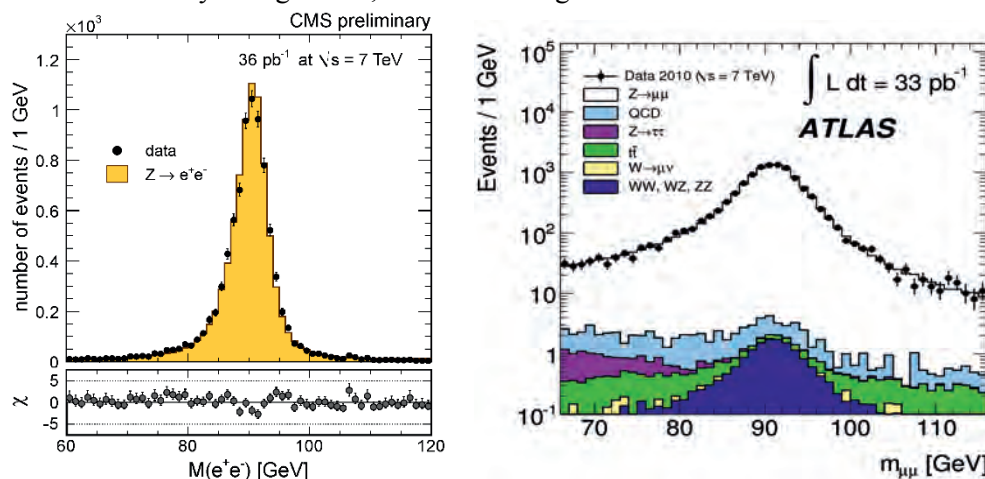 CMS preliminary
×10³
36 pb⁻¹ at √s = 7 TeV
number of events / 1 GeV
1.2
1.0
0.8
0.6
0.4
0.2
0
data
Z → e⁺e⁻
χ
5
0
-5
60
80
100
120
M(e⁺e⁻) [GeV]
Events / 1 GeV
10⁵
10⁴
10³
10²
10
1
10⁻¹
Data 2010 (√s = 7 TeV)
Z→μμ
QCD
Z→ττ
tt̄
W→μν
WW, WZ, ZZ
∫ L dt = 33 pb⁻¹
ATLAS
70
80
90
100
110
m_μμ [GeV]